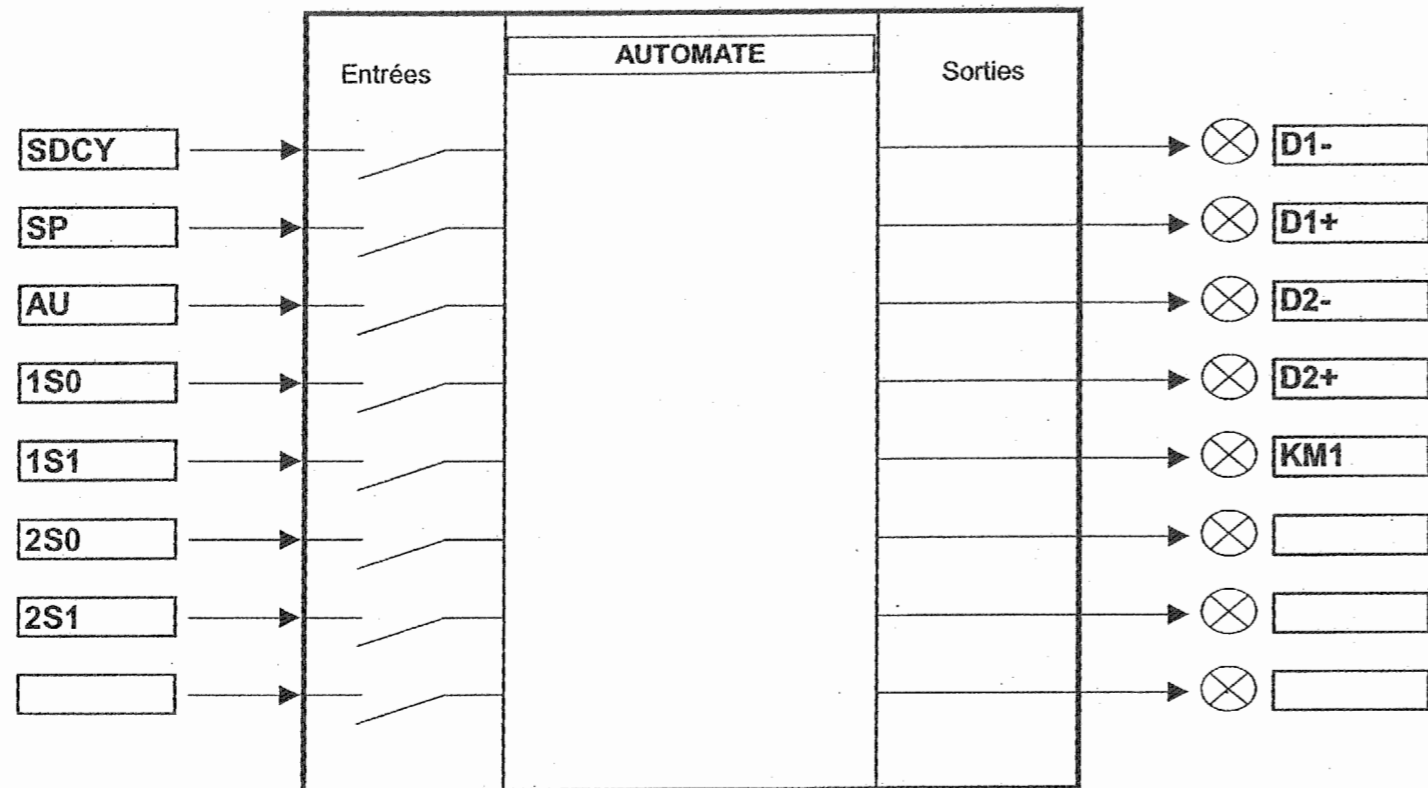 AUTOMATE
Entrées
Sorties
SDCY
D1-
SP
D1+
AU
D2-
1S0
D2+
1S1
KM1
2S0
2S1